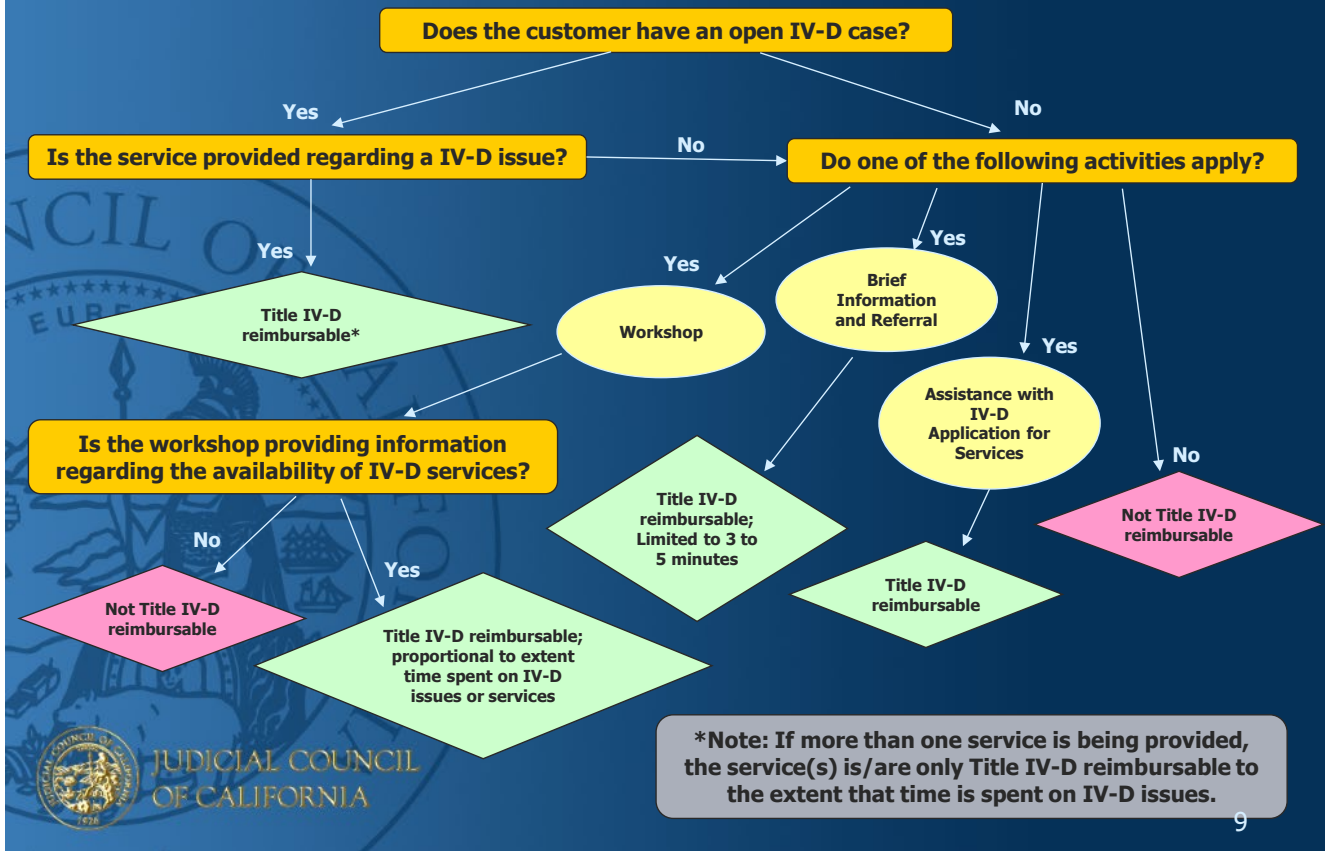 Does the customer have an open IV-D case?
Yes
No
Is the service provided regarding a IV-D issue?
No
Do one of the following activities apply?
Yes
Yes
Yes
Brief
Information
and Referral
Title IV-D
reimbursable*
Workshop
Yes
Assistance with
IV-D
Application for
Services
Is the workshop providing information
regarding the availability of IV-D services?
No
Title IV-D
reimbursable;
Limited to 3 to
5 minutes
Not Title IV-D
reimbursable
No
Yes
Title IV-D
reimbursable
Not Title IV-D
reimbursable
Title IV-D reimbursable;
proportional to extent
time spent on IV-D
issues or services
*Note: If more than one service is being provided,
the service(s) is/are only Title IV-D reimbursable to
the extent that time is spent on IV-D issues.
JUDICIAL COUNCIL
OF CALIFORNIA
1926
9